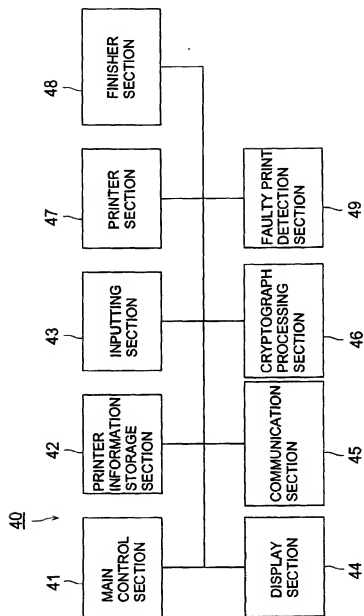 40
41
MAIN
CONTROL
SECTION
42
PRINTER
INFORMATION
STORAGE
SECTION
43
INPUTTING
SECTION
47
PRINTER
SECTION
48
FINISHER
SECTION
DISPLAY
SECTION
44
COMMUNICATION
SECTION
45
CRYPTOGRAPH
PROCESSING
SECTION
46
FAULTY PRINT
DETECTION
SECTION
49